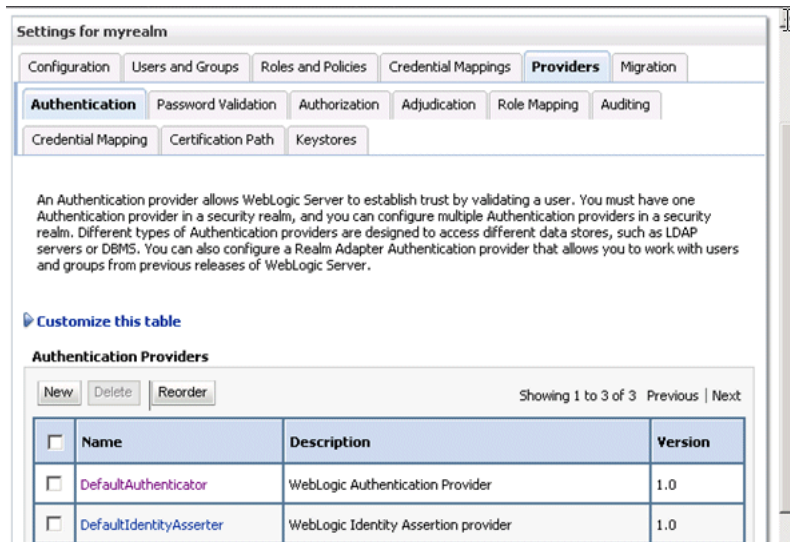 Settings for myrealm
Configuration Users and Groups Roles and Policies Credential Mappings Providers Migration
Authentication Password Validation Authorization Adjudication Role Mapping Auditing
Credential Mapping Certification Path Keystores
An Authentication provider allows WebLogic Server to establish trust by validating a user. You must have one
Authentication provider in a security realm, and you can configure multiple Authentication providers in a security
realm. Different types of Authentication providers are designed to access different data stores, such as LDAP
servers or DBMS. You can also configure a Realm Adapter Authentication provider that allows you to work with users
and groups from previous releases of WebLogic Server.
Customize this table
Authentication Providers
New Delete Reorder Showing 1 to 3 of 3 Previous | Next
Name Description Version
DefaultAuthenticator WebLogic Authentication Provider 1.0
DefaultIdentityAsserter WebLogic Identity Assertion provider 1.0